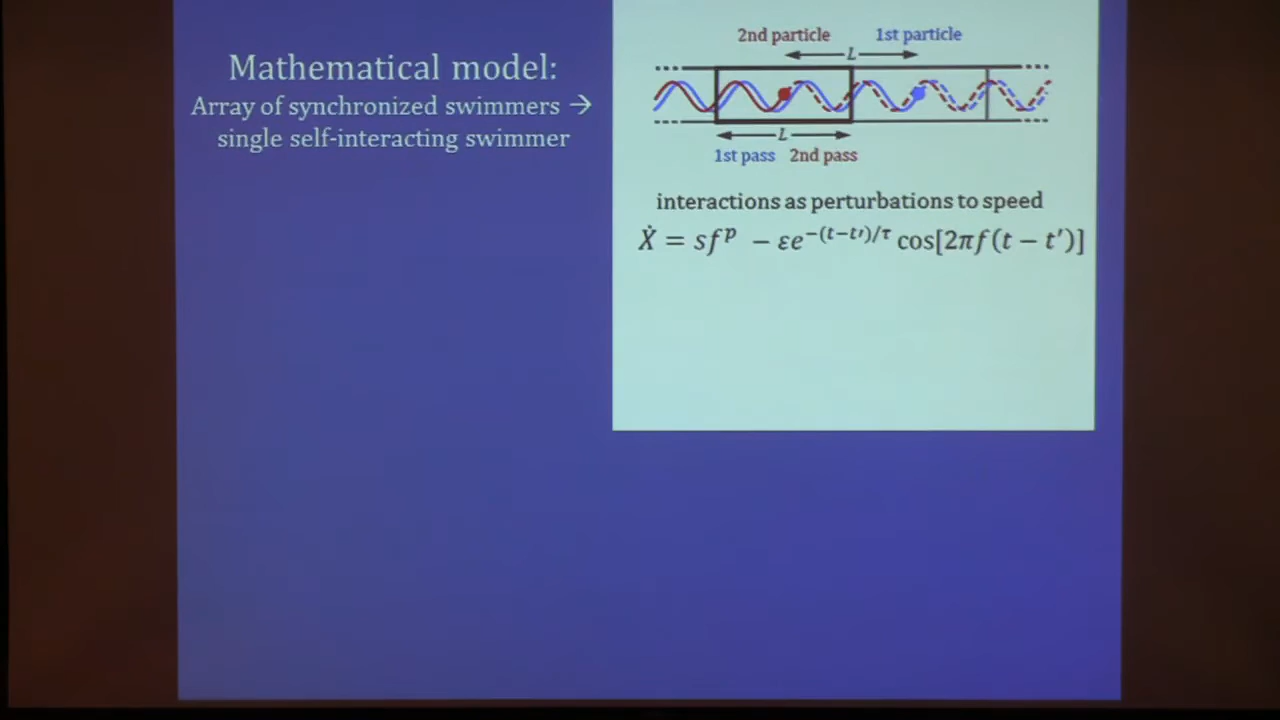 Mathematical model:
Array of synchronized swimmers →
single self-interacting swimmer
2nd particle 1st particle
L
L
1st pass 2nd pass
interactions as perturbations to speed
Ẋ = sf^p − εe^{−(t−t′)/τ} cos[2πf(t − t′)]